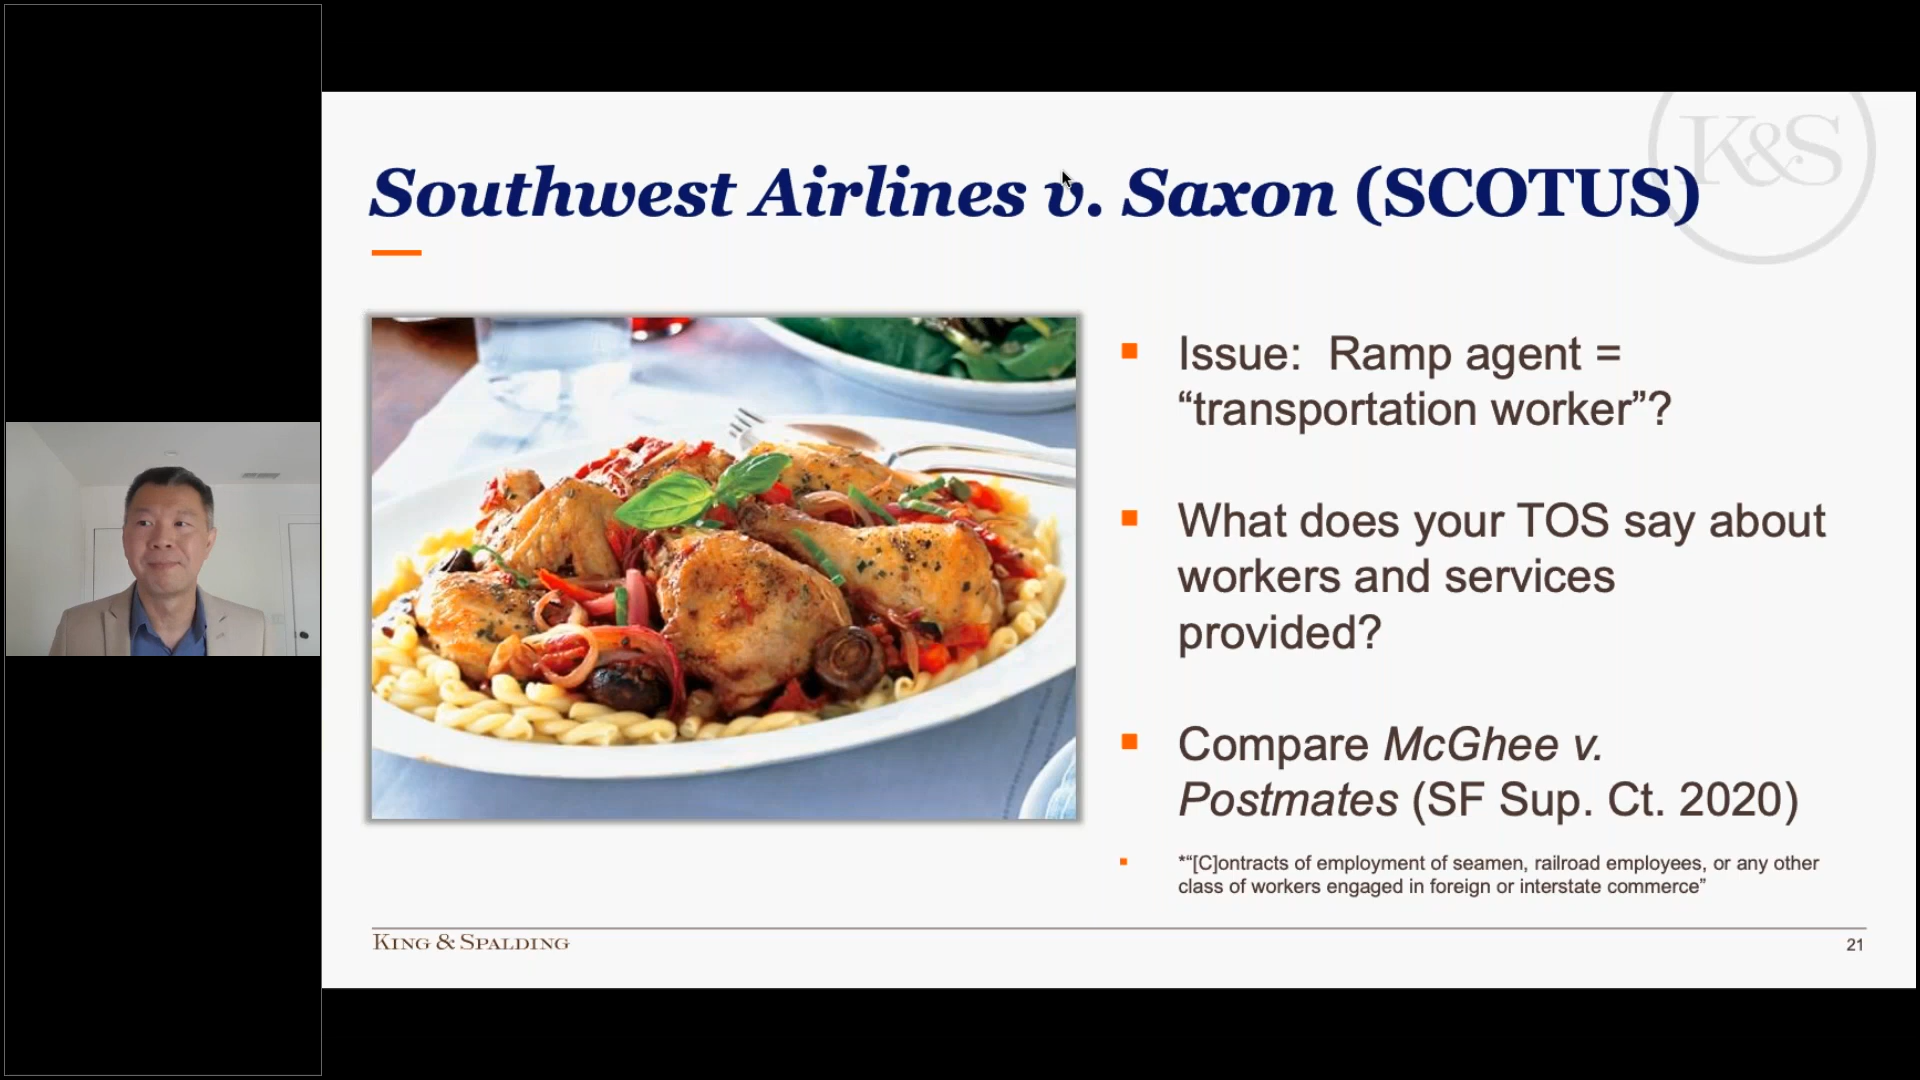 K&S
Southwest Airlines v. Saxon (SCOTUS)
Issue:  Ramp agent =
“transportation worker”?
What does your TOS say about
workers and services
provided?
Compare McGhee v.
Postmates (SF Sup. Ct. 2020)
*“[C]ontracts of employment of seamen, railroad employees, or any other
class of workers engaged in foreign or interstate commerce”
KING & SPALDING
21